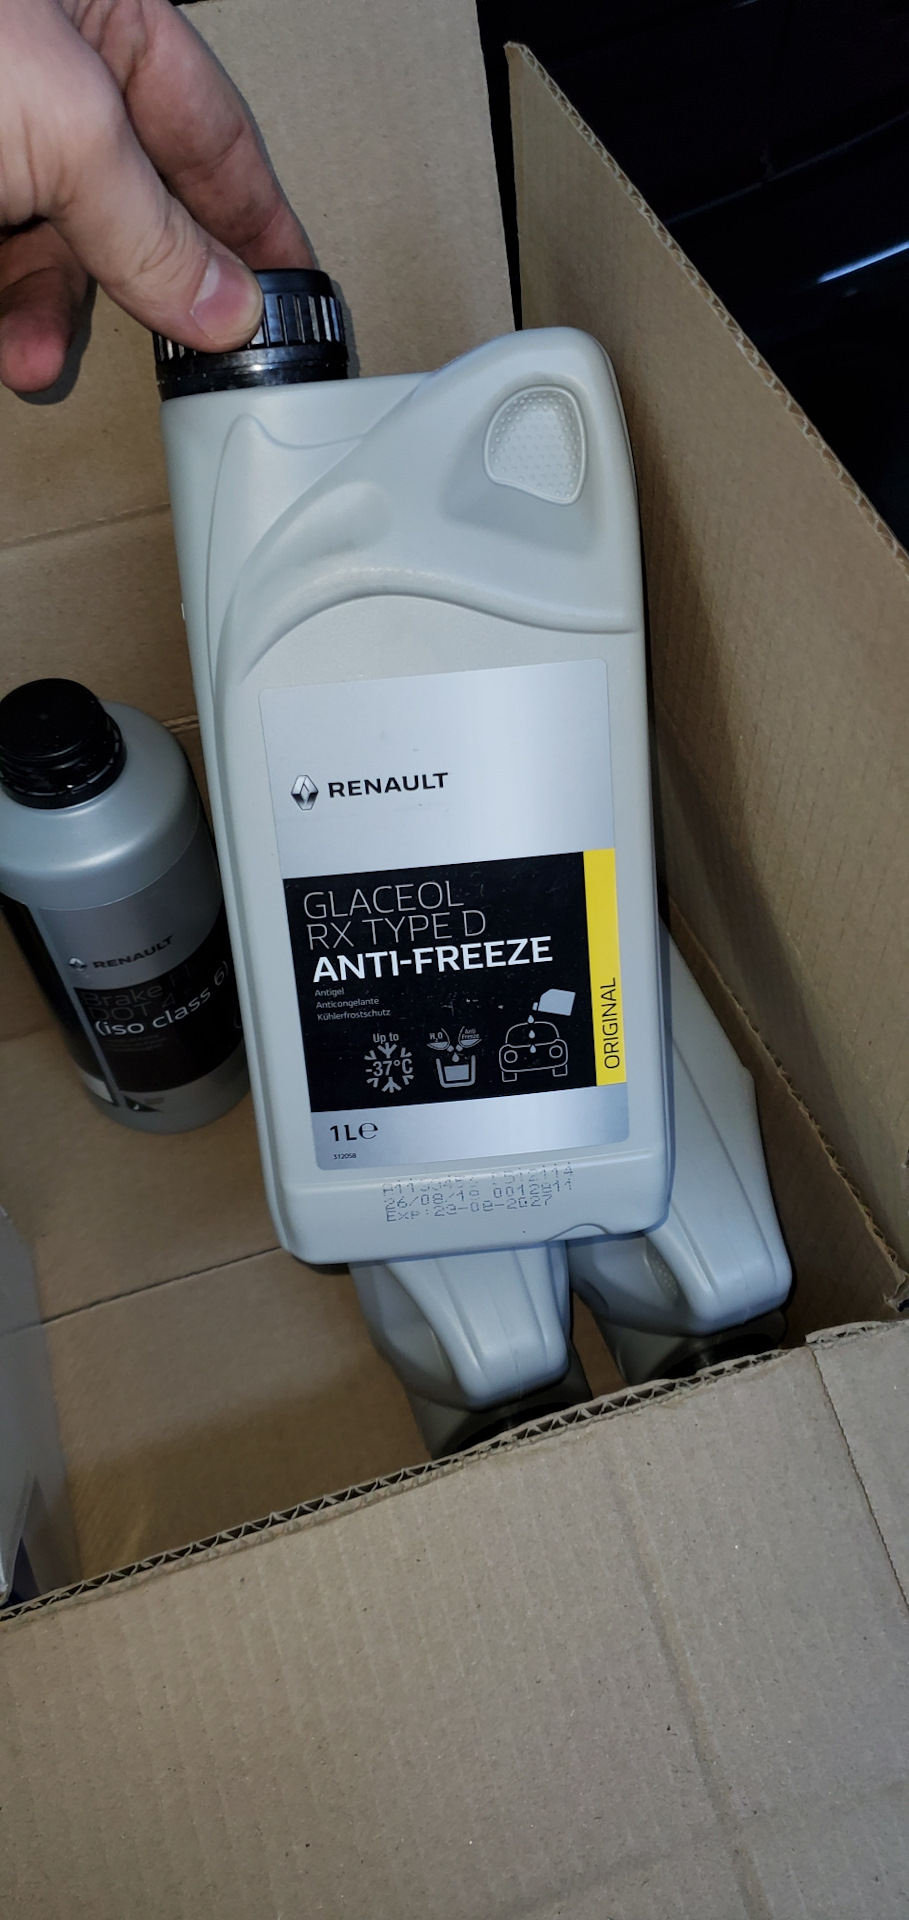 RENAULT
GLACEOL
RX TYPE D
ANTI-FREEZE
Antigel
Anticongelante
Kühlerfrostschutz
Up to
-37°C
H2O
Anti
Freeze
ORIGINAL
1L℮
312058
RENAULT
Brake
DOT 4
(iso class 6)